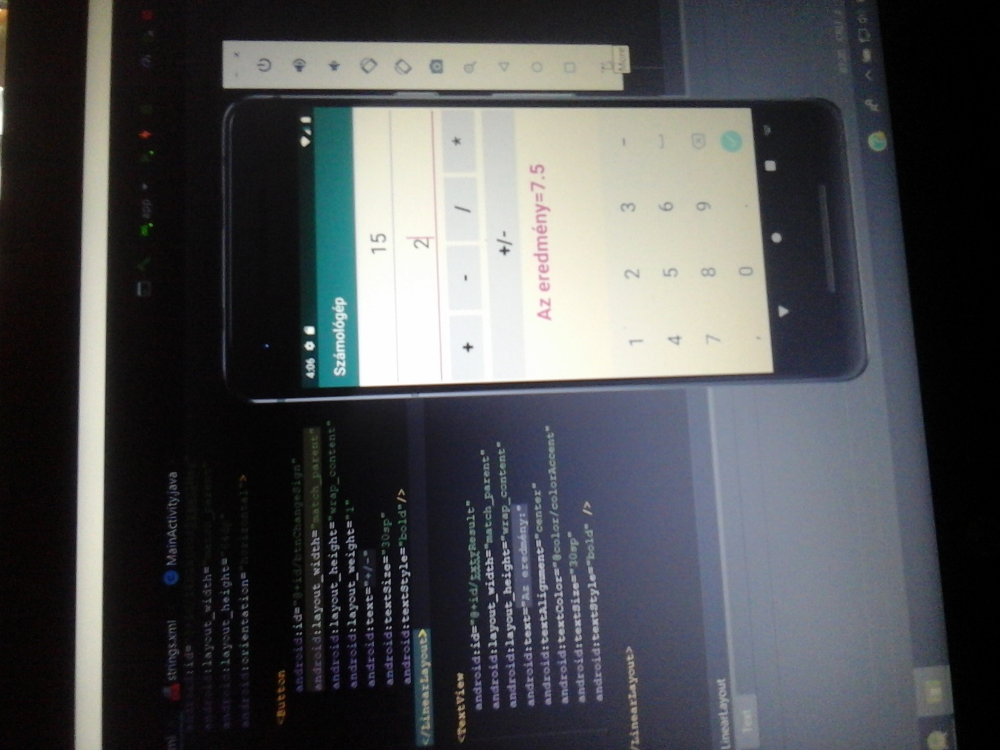 strings.xml
MainActivity.java
app
android:layout_width=
android:layout_height=
android:orientation="horizontal">
<Button
android:id="@+id/btnChangeSign"
android:layout_width="match_parent"
android:layout_height="wrap_content"
android:layout_weight="1"
android:text="+/-"
android:textSize="30sp"
android:textStyle="bold"/>
</LinearLayout>
<TextView
android:id="@+id/txtvResult"
android:layout_width="match_parent"
android:layout_height="wrap_content"
android:text="Az eredmény:"
android:textAlignment="center"
android:textColor="@color/colorAccent"
android:textSize="30sp"
android:textStyle="bold" />
/LinearLayout>
LinearLayout
Text
4:06
Számológép
15
2
+ - / *
+/-
Az eredmény=7.5
1 2 3 -
4 5 6
7 8 9
, 0 .
More